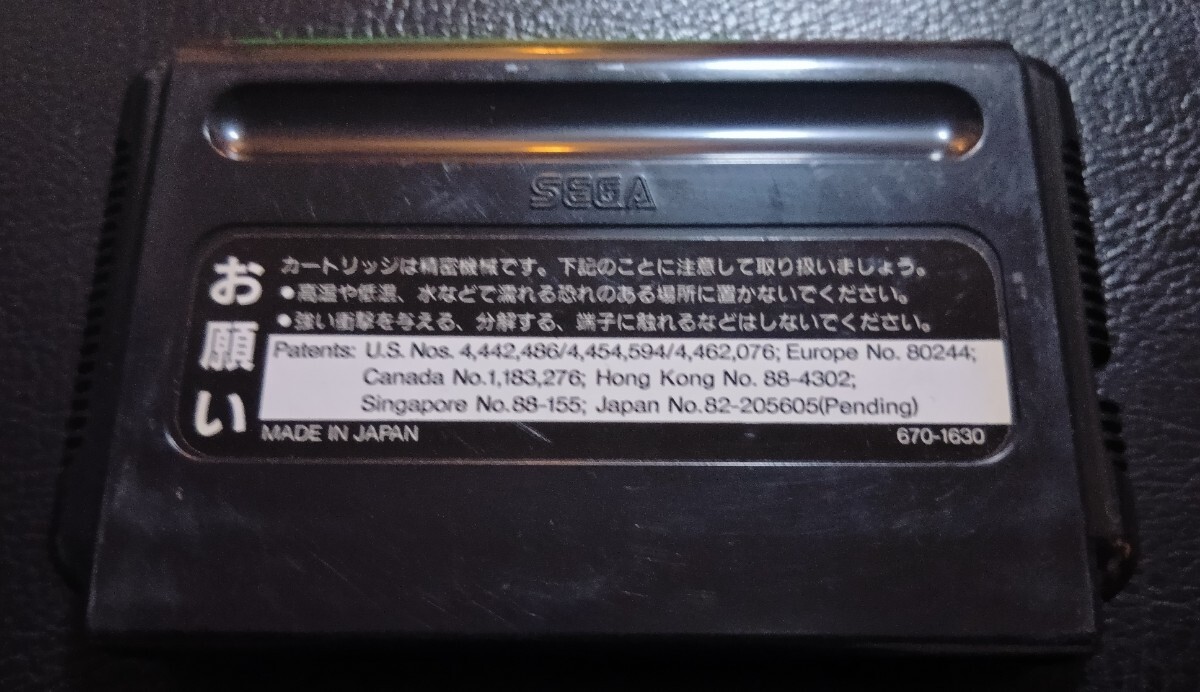 SEGA
お願い
カートリッジは精密機械です。下記のことに注意して取り扱いましょう。
●高温や低温、水などで濡れる恐れのある場所に置かないでください。
●強い衝撃を与える、分解する、端子に触れるなどはしないでください。
Patents: U.S. Nos. 4,442,486/4,454,594/4,462,076; Europe No. 80244;
Canada No.1,183,276; Hong Kong No. 88-4302;
Singapore No.88-155; Japan No.82-205605(Pending)
MADE IN JAPAN
670-1630